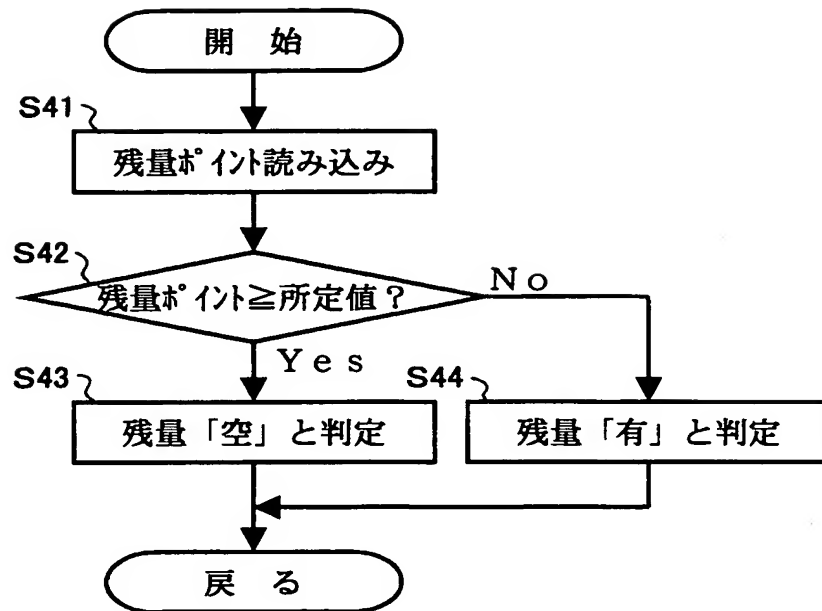 開 始
S41
残量ﾎﾟｲﾝﾄ読み込み
S42
残量ﾎﾟｲﾝﾄ≧所定値？
No
Yes
S43
残量「空」と判定
S44
残量「有」と判定
戻 る